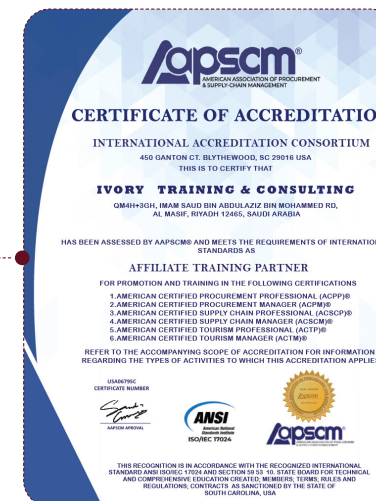 aapscm®
AMERICAN ASSOCIATION OF PROCUREMENT
& SUPPLY-CHAIN MANAGEMENT
CERTIFICATE OF ACCREDITATIO
INTERNATIONAL ACCREDITATION CONSORTIUM
450 GANTON CT. BLYTHEWOOD, SC 29016 USA
THIS IS TO CERTIFY THAT
IVORY TRAINING & CONSULTING
QM4H+3GH, IMAM SAUD BIN ABDULAZIZ BIN MOHAMMED RD,
AL MASIF, RIYADH 12465, SAUDI ARABIA
HAS BEEN ASSESSED BY AAPSCM® AND MEETS THE REQUIREMENTS OF INTERNATION
STANDARDS AS
AFFILIATE TRAINING PARTNER
FOR PROMOTION AND TRAINING IN THE FOLLOWING CERTIFICATIONS
1.AMERICAN CERTIFIED PROCUREMENT PROFESSIONAL (ACPP)®
2.AMERICAN CERTIFIED PROCUREMENT MANAGER (ACPM)®
3.AMERICAN CERTIFIED SUPPLY CHAIN PROFESSIONAL (ACSCP)®
4.AMERICAN CERTIFIED SUPPLY CHAIN MANAGER (ACSCM)®
5.AMERICAN CERTIFIED TOURISM PROFESSIONAL (ACTP)®
6.AMERICAN CERTIFIED TOURISM MANAGER (ACTM)®
REFER TO THE ACCOMPANYING SCOPE OF ACCREDITATION FOR INFORMATION
REGARDING THE TYPES OF ACTIVITIES TO WHICH THIS ACCREDITATION APPLIE
USA0679SC
CERTIFICATE NUMBER
AAPSCM APROVAL
ANSI
American National
Standards Institute
ISO/IEC 17024
aapscm
THIS RECOGNITION IS IN ACCORDANCE WITH THE RECOGNIZED INTERNATIONAL
STANDARD ANSI ISO/IEC 17024 AND SECTION 59 53 10. STATE BOARD FOR TECHNICAL
AND COMPREHENSIVE EDUCATION CREATED; MEMBERS; TERMS; RULES AND
REGULATIONS; CONTRACTS AS SANCTIONED BY THE STATE OF
SOUTH CAROLINA, USA